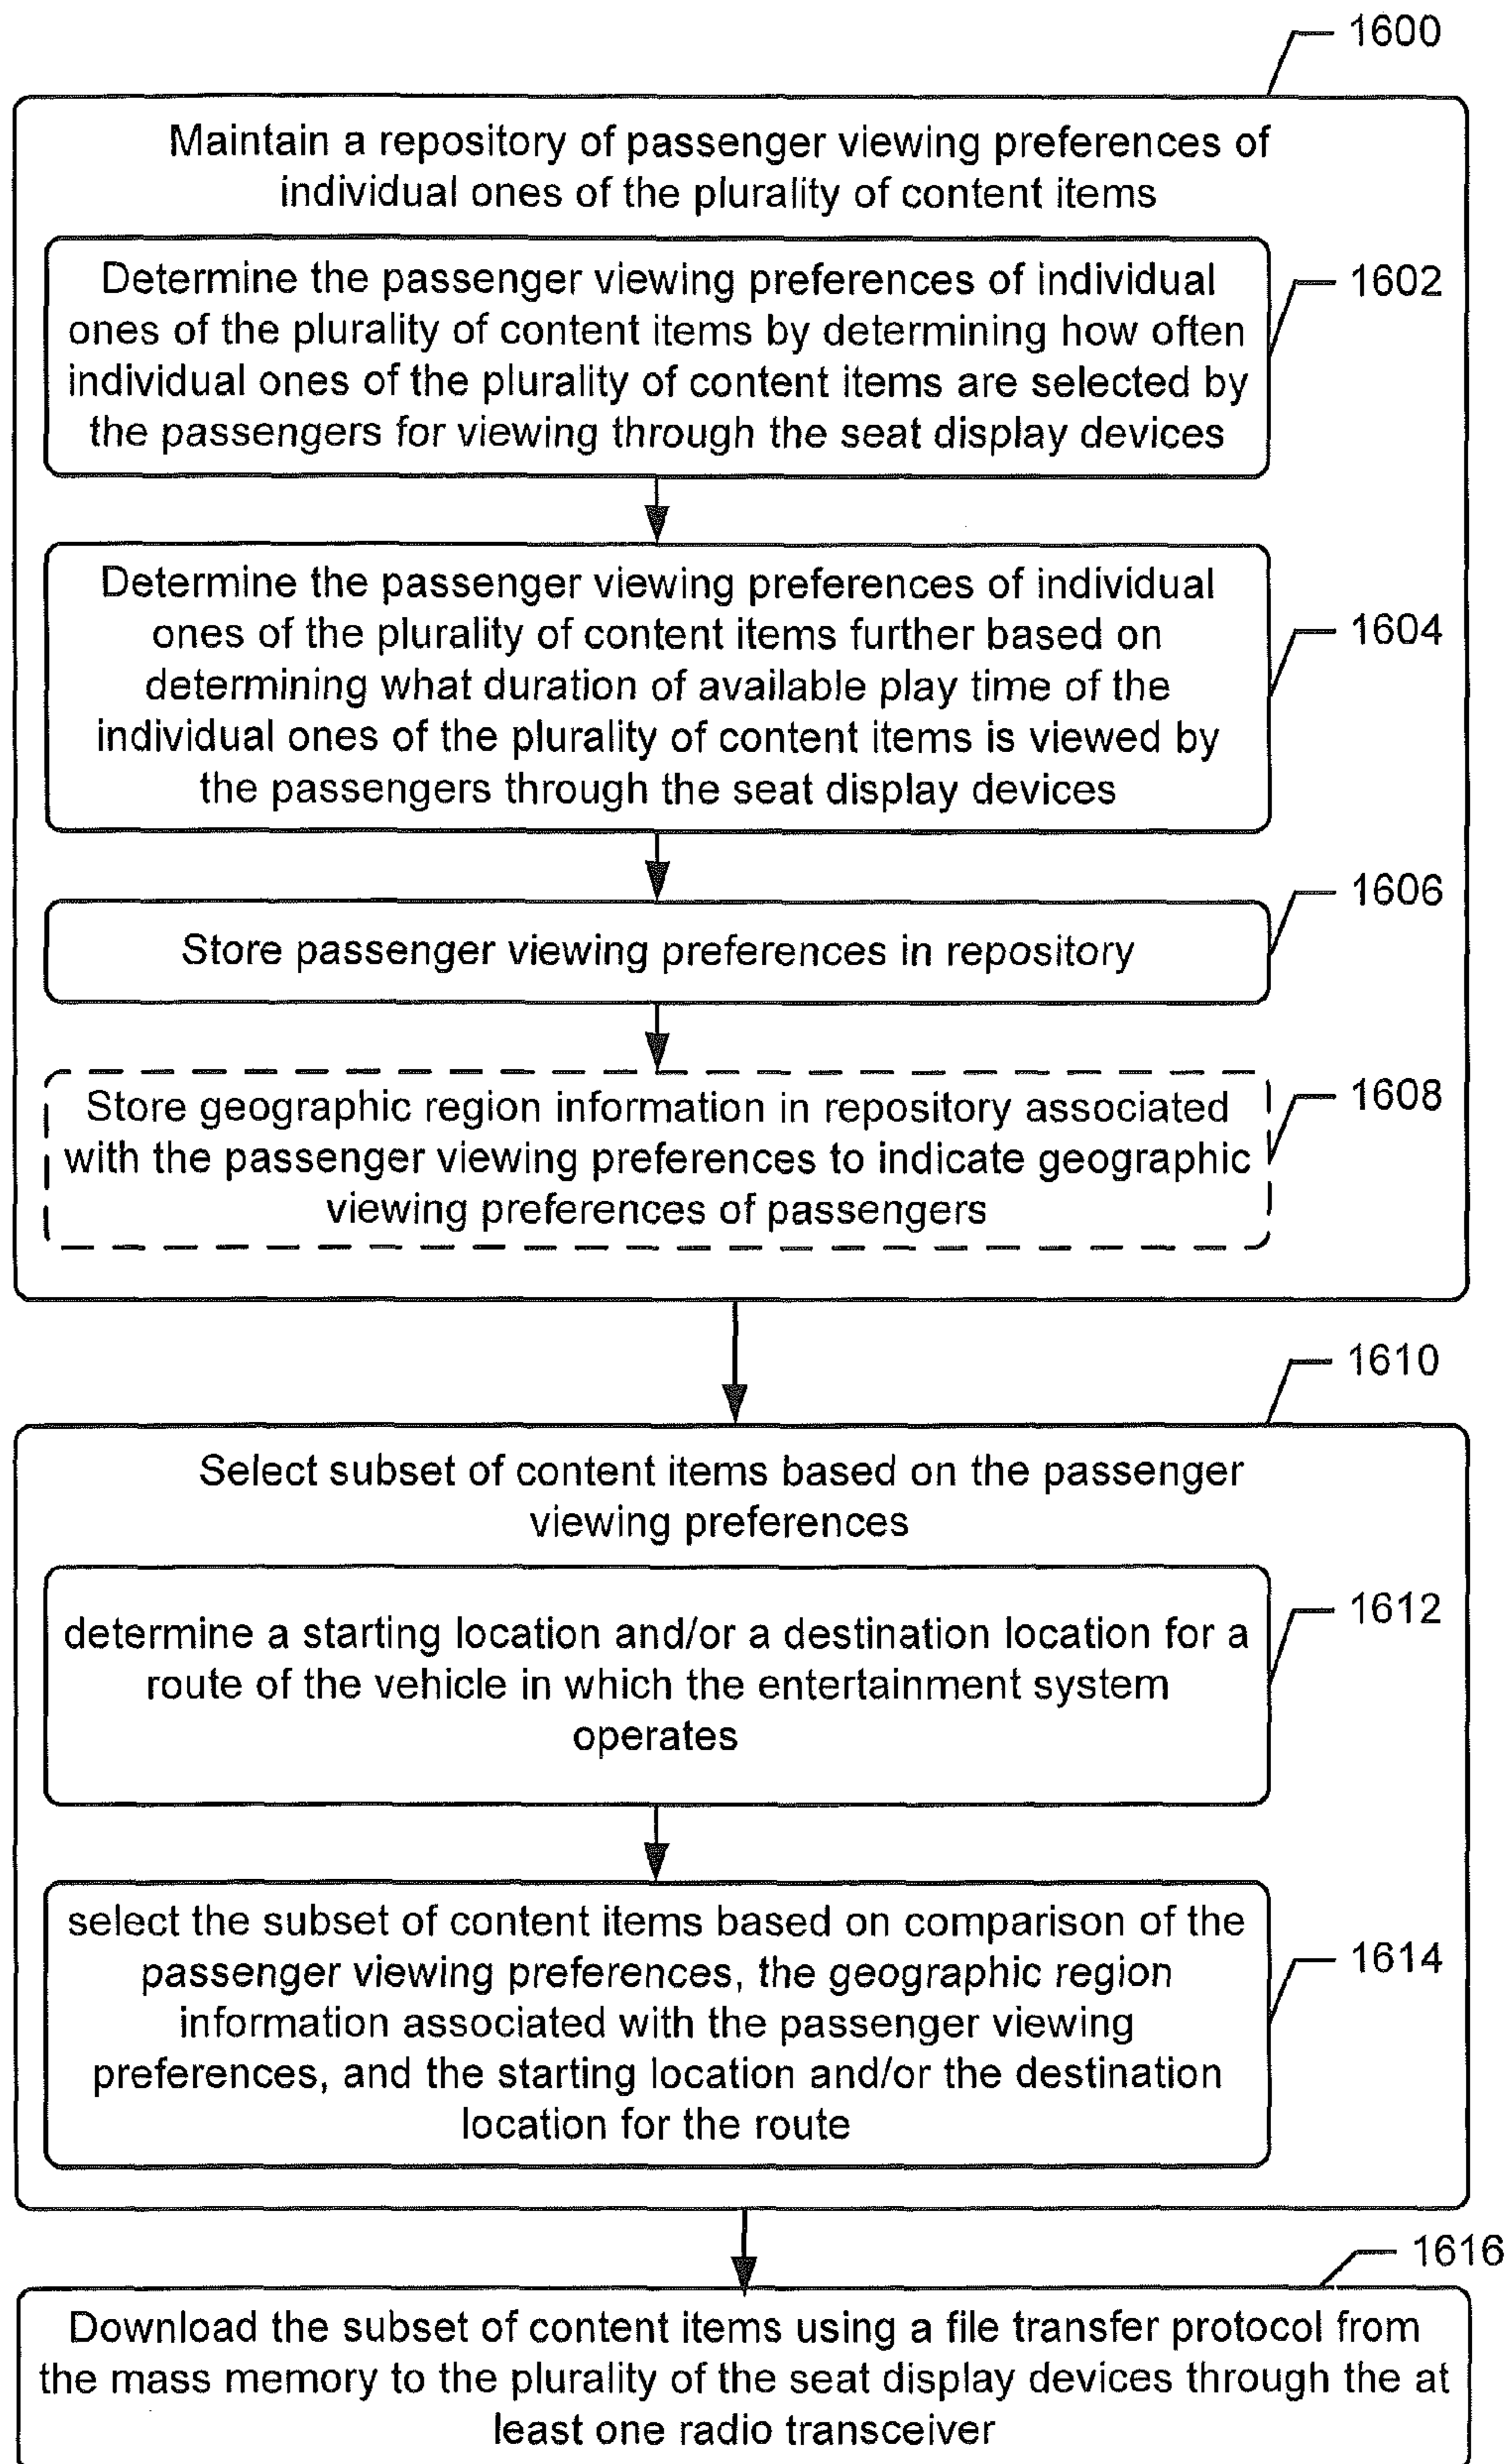 1600
Maintain a repository of passenger viewing preferences of
individual ones of the plurality of content items
Determine the passenger viewing preferences of individual
ones of the plurality of content items by determining how often
individual ones of the plurality of content items are selected by
the passengers for viewing through the seat display devices
1602
Determine the passenger viewing preferences of individual
ones of the plurality of content items further based on
determining what duration of available play time of the
individual ones of the plurality of content items is viewed by
the passengers through the seat display devices
1604
Store passenger viewing preferences in repository
1606
Store geographic region information in repository associated
with the passenger viewing preferences to indicate geographic
viewing preferences of passengers
1608
1610
Select subset of content items based on the passenger
viewing preferences
determine a starting location and/or a destination location for a
route of the vehicle in which the entertainment system
operates
1612
select the subset of content items based on comparison of the
passenger viewing preferences, the geographic region
information associated with the passenger viewing
preferences, and the starting location and/or the destination
location for the route
1614
1616
Download the subset of content items using a file transfer protocol from
the mass memory to the plurality of the seat display devices through the at
least one radio transceiver